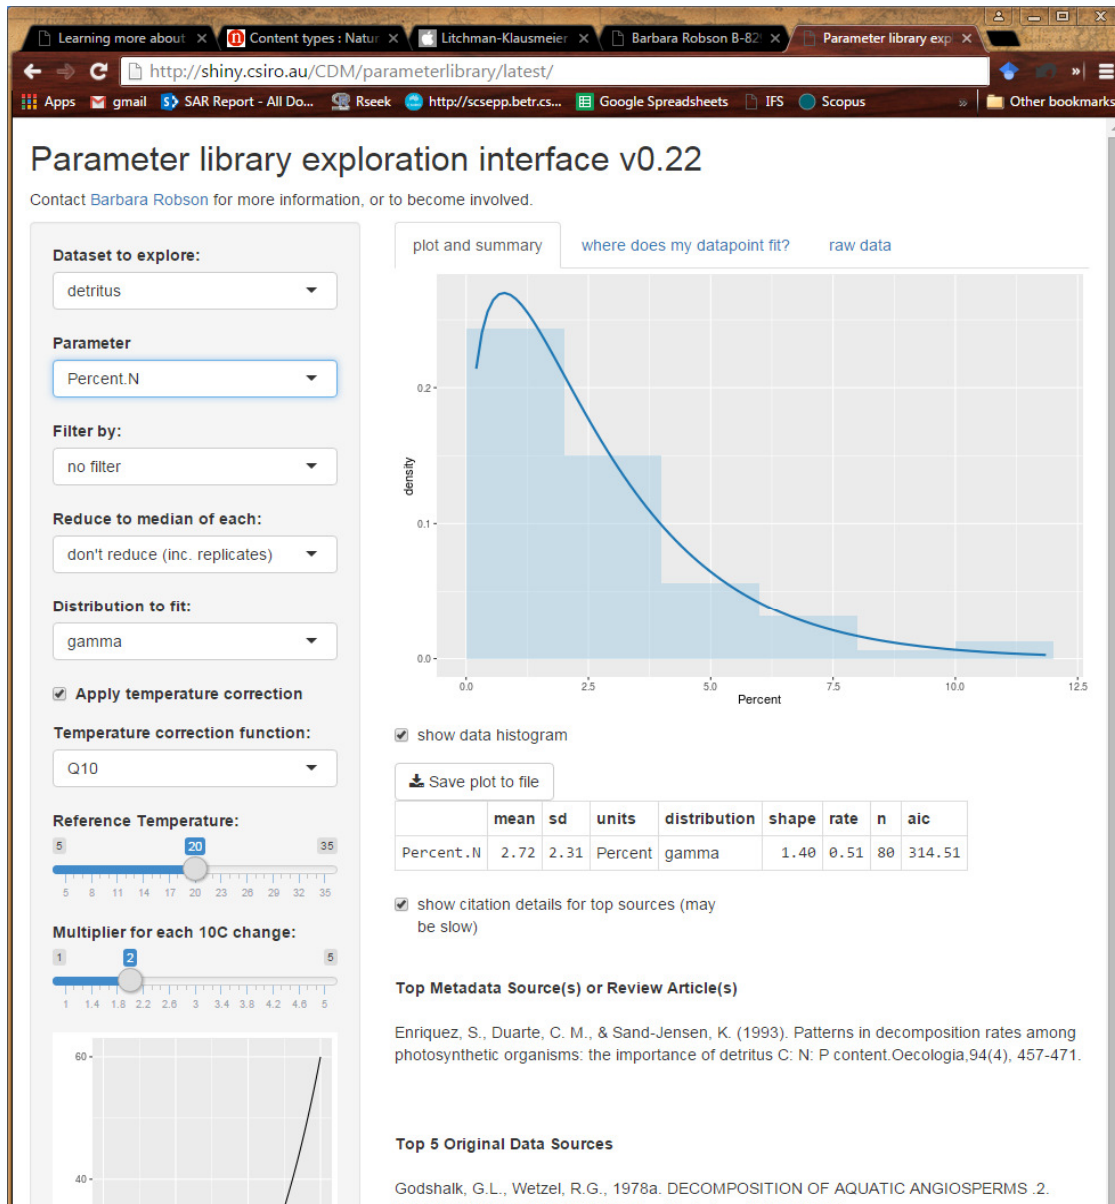 Learning more about
Content types : Natur
Litchman-Klausmeier
Barbara Robson B-82
Parameter library exp
http://shiny.csiro.au/CDM/parameterlibrary/latest/
Apps gmail SAR Report - All Do... Rseek http://scsepp.betr.cs... Google Spreadsheets IFS Scopus » Other bookmarks
Parameter library exploration interface v0.22
Contact Barbara Robson for more information, or to become involved.
Dataset to explore:
detritus
Parameter
Percent.N
Filter by:
no filter
Reduce to median of each:
don't reduce (inc. replicates)
Distribution to fit:
gamma
Apply temperature correction
Temperature correction function:
Q10
Reference Temperature:
5 20 35
5 8 11 14 17 20 23 26 29 32 35
Multiplier for each 10C change:
1 2 5
1 1.4 1.8 2.2 2.6 3 3.4 3.8 4.2 4.6 5
60
40
plot and summary where does my datapoint fit? raw data
density
0.2
0.1
0.0
0.0 2.5 5.0 7.5 10.0 12.5
Percent
show data histogram
Save plot to file
mean sd units distribution shape rate n aic
Percent.N 2.72 2.31 Percent gamma 1.40 0.51 80 314.51
show citation details for top sources (may
be slow)
Top Metadata Source(s) or Review Article(s)
Enriquez, S., Duarte, C. M., & Sand-Jensen, K. (1993). Patterns in decomposition rates among
photosynthetic organisms: the importance of detritus C: N: P content.Oecologia,94(4), 457-471.
Top 5 Original Data Sources
Godshalk, G.L., Wetzel, R.G., 1978a. DECOMPOSITION OF AQUATIC ANGIOSPERMS .2.